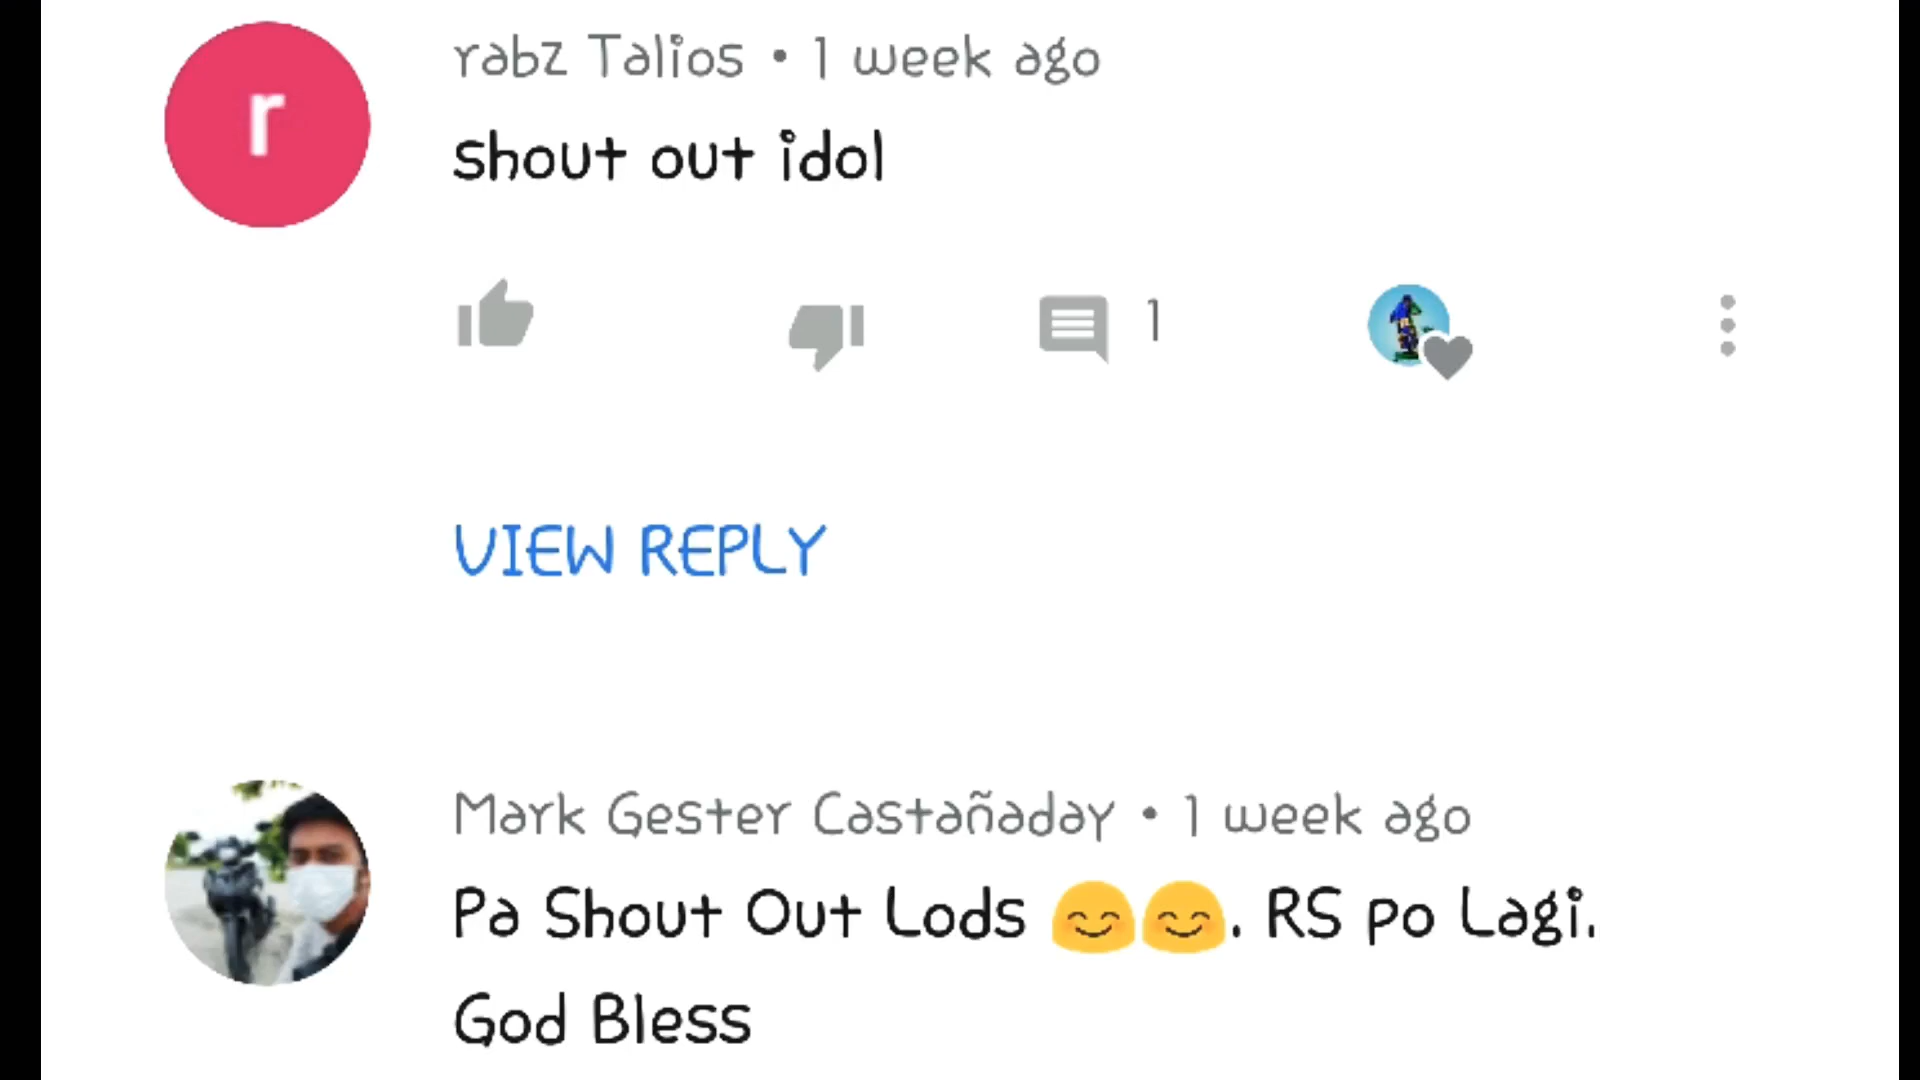 r
rabz Talios • 1 week ago
shout out idol
1
VIEW REPLY
Mark Gester Castañaday • 1 week ago
Pa Shout Out Lods 😊😊. RS po Lagi.
God Bless